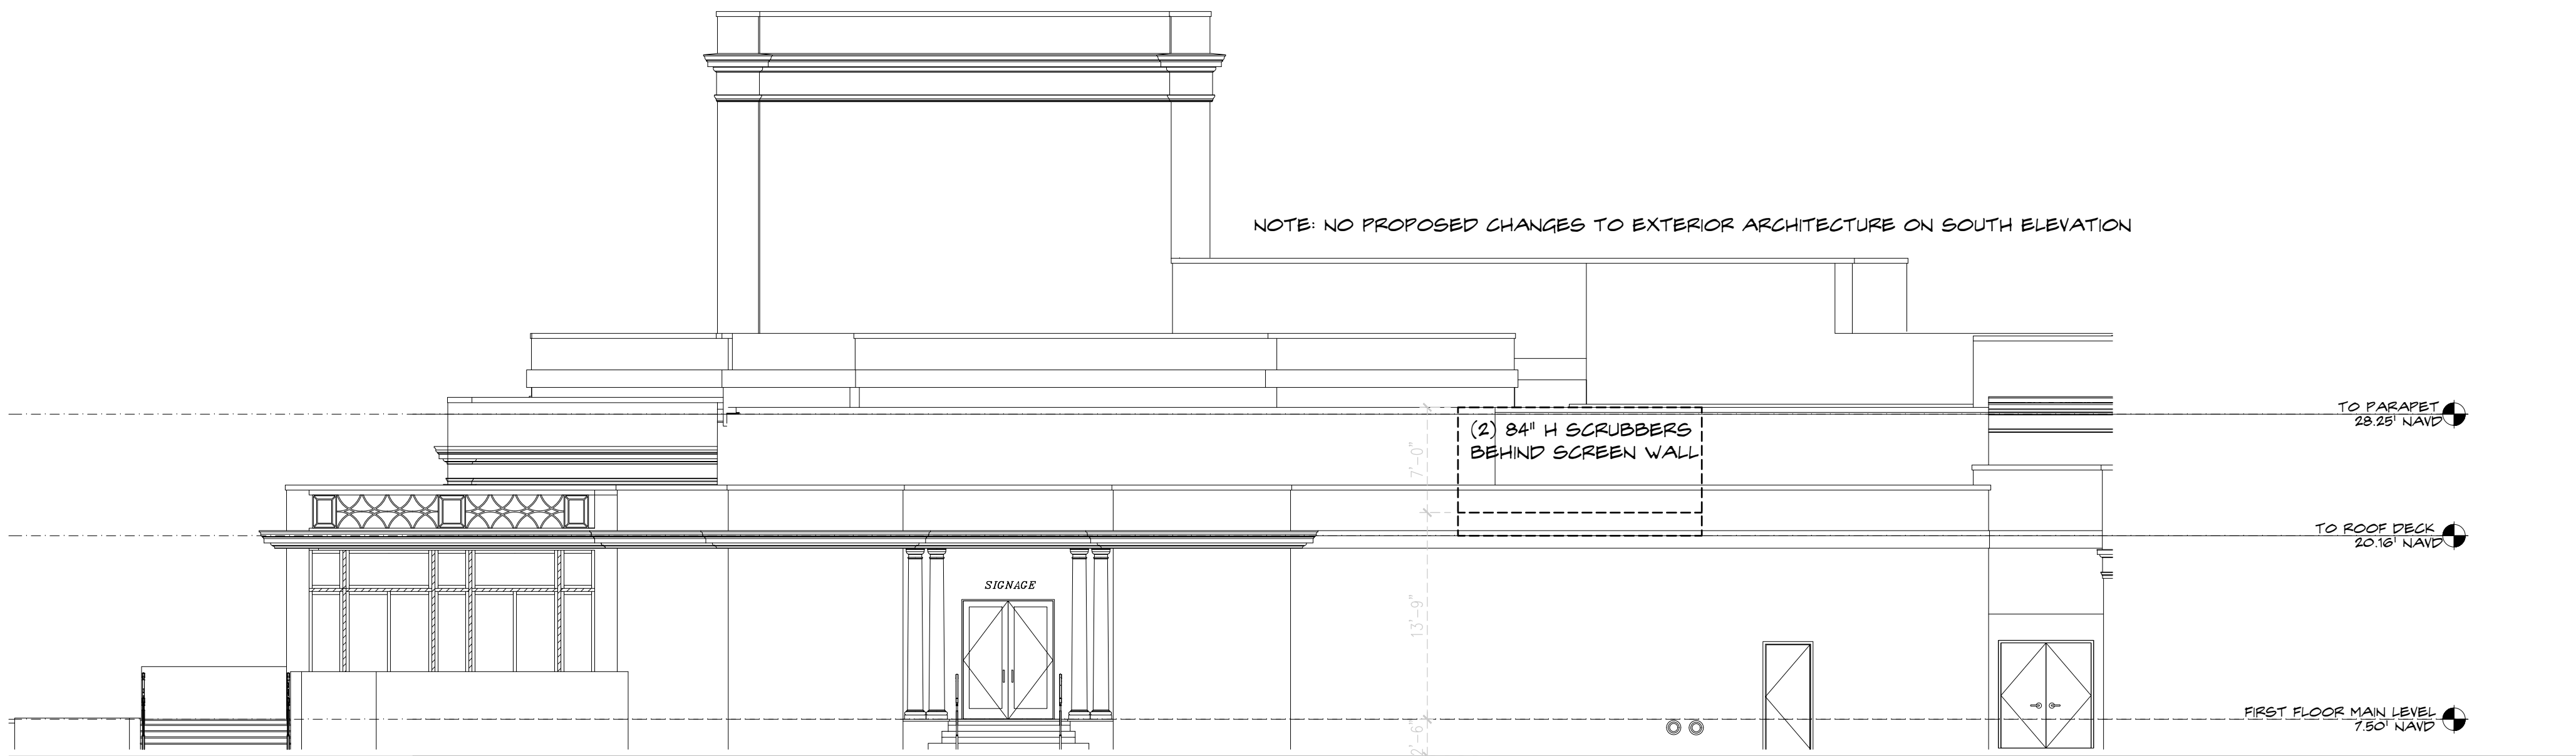 NOTE: NO PROPOSED CHANGES TO EXTERIOR ARCHITECTURE ON SOUTH ELEVATION
TO PARAPET
28.25' NAVD
(2) 84" H SCRUBBERS
BEHIND SCREEN WALL
7'-0"
TO ROOF DECK
20.16' NAVD
SIGNAGE
13'-9"
FIRST FLOOR MAIN LEVEL
7.50' NAVD
2'-6"